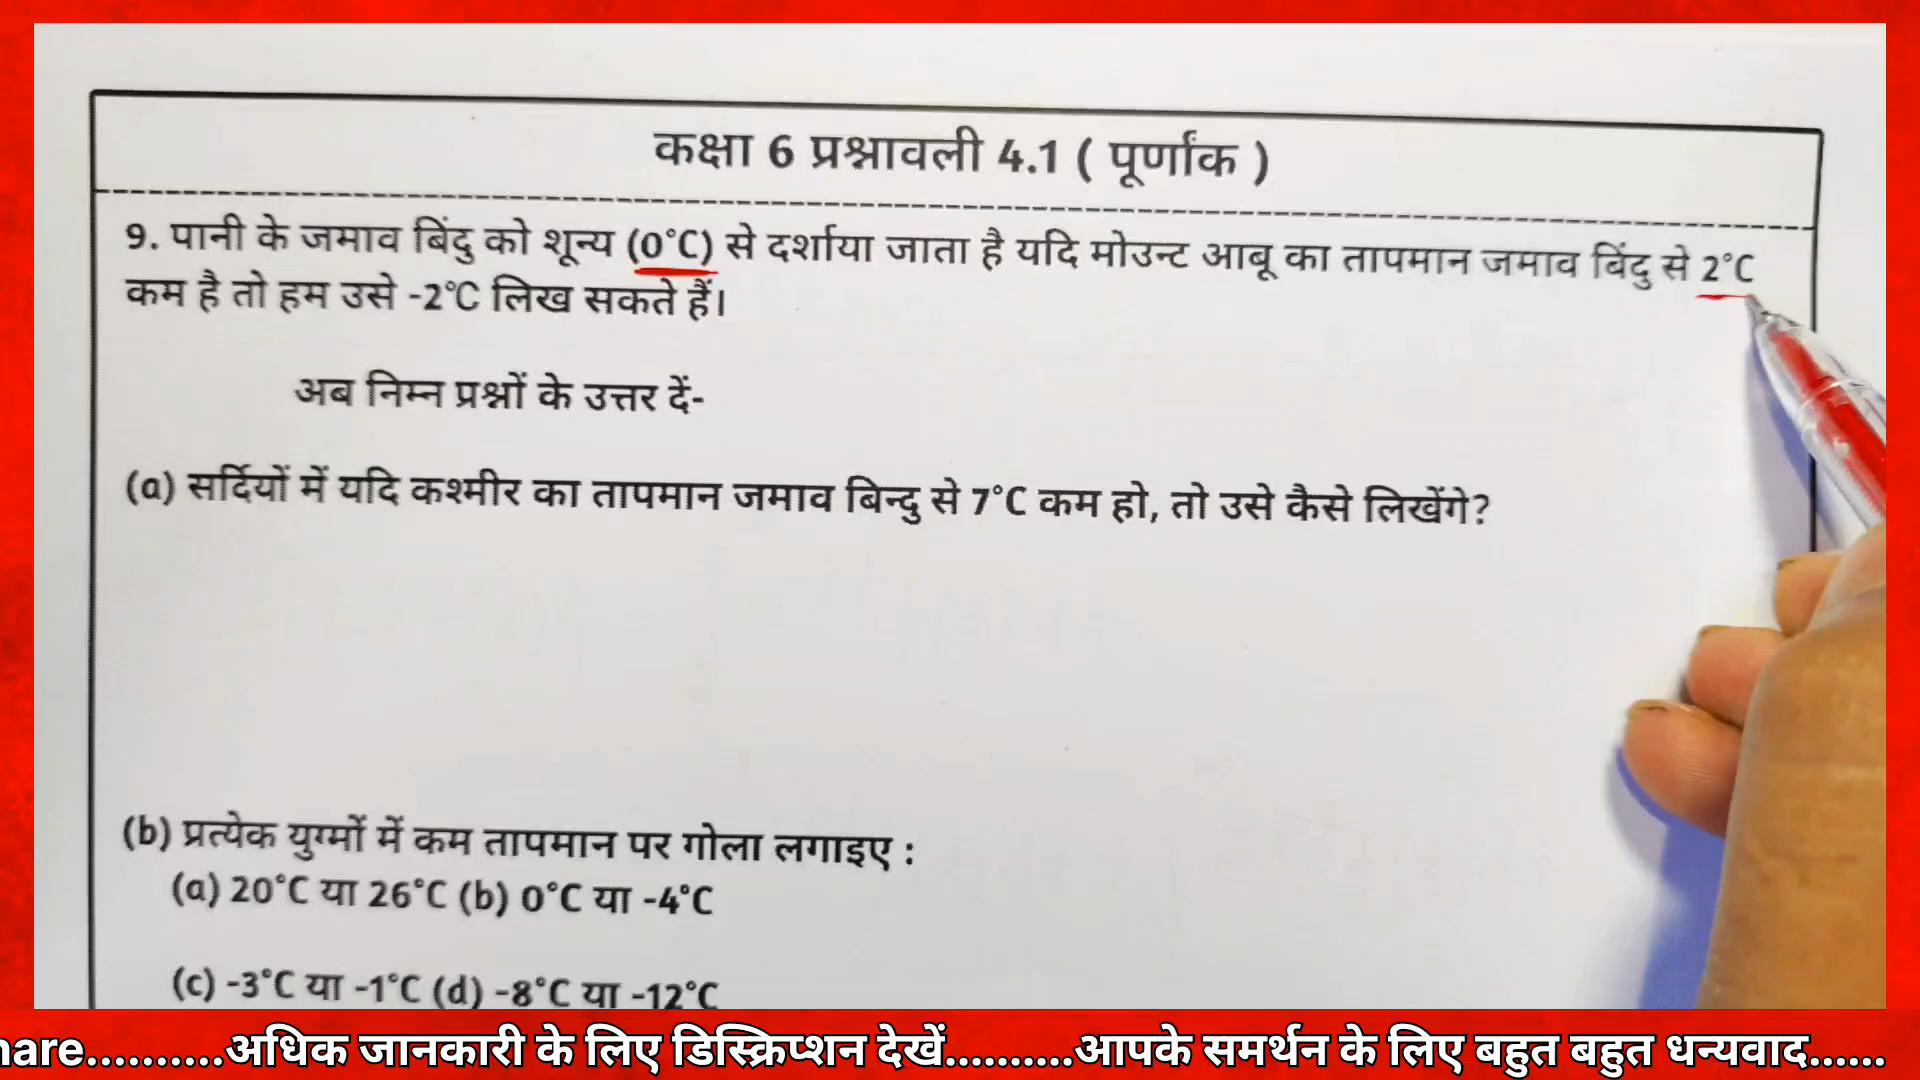 कक्षा 6 प्रश्नावली 4.1 ( पूर्णांक )
9. पानी के जमाव बिंदु को शून्य (0°C) से दर्शाया जाता है यदि मोउन्ट आबू का तापमान जमाव बिंदु से 2°C
कम है तो हम उसे -2°C लिख सकते हैं।
अब निम्न प्रश्नों के उत्तर दें-
(a) सर्दियों में यदि कश्मीर का तापमान जमाव बिन्दु से 7°C कम हो, तो उसे कैसे लिखेंगे?
(b) प्रत्येक युग्मों में कम तापमान पर गोला लगाइए :
(a) 20°C या 26°C (b) 0°C या -4°C
(c) -3°C या -1°C (d) -8°C या -12°C
are..........अधिक जानकारी के लिए डिस्क्रिप्शन देखें..........आपके समर्थन के लिए बहुत बहुत धन्यवाद......